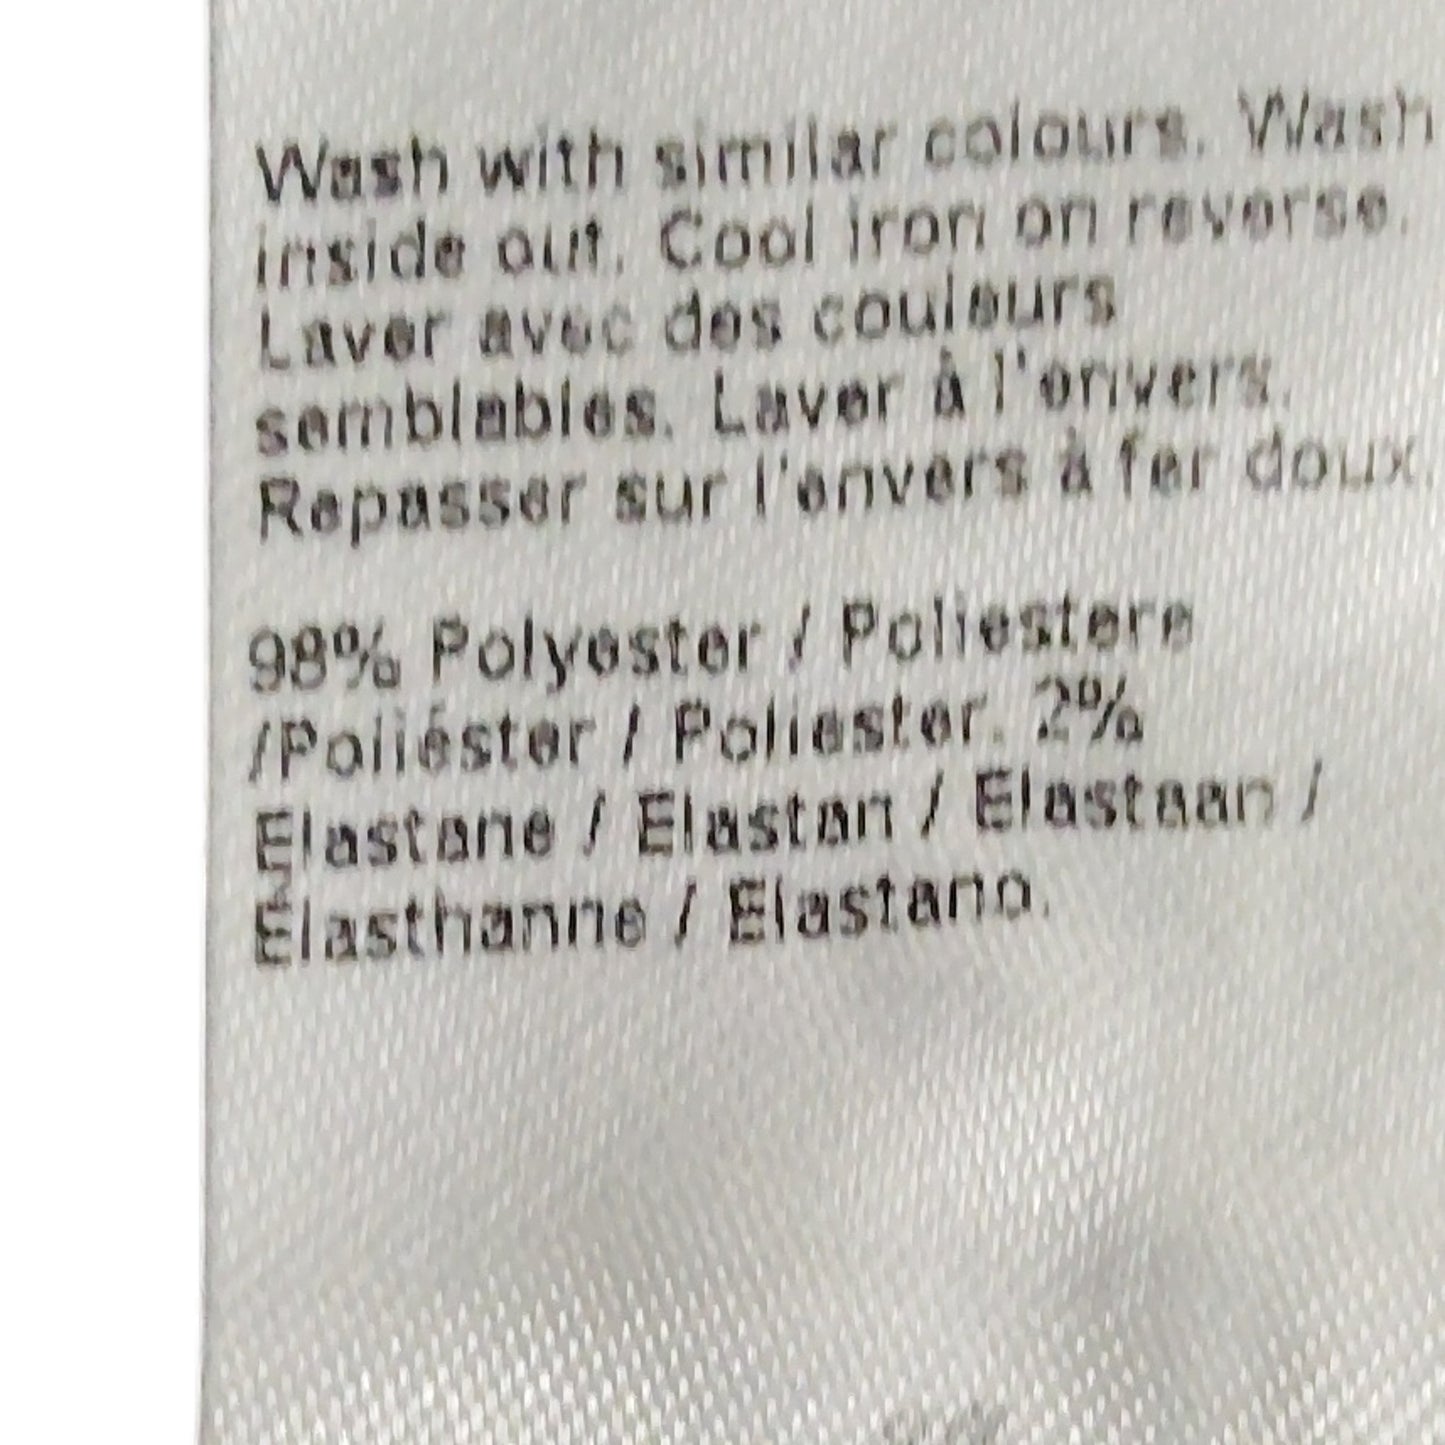 Wash with similar colours. Wash
inside out. Cool iron on reverse.
Laver avec des couleurs
semblables. Laver à l'envers.
Repasser sur l'envers à fer doux.
98% Polyester / Poliestere
/Poliéster / Poliester. 2%
Elastane / Elastan / Elastaan /
Élasthanne / Elastano.